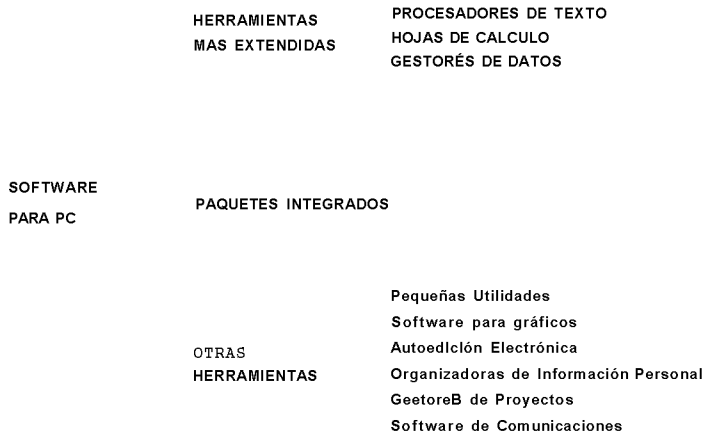 HERRAMIENTAS
MAS EXTENDIDAS
PROCESADORES DE TEXTO
HOJAS DE CALCULO
GESTORÉS DE DATOS
SOFTWARE
PARA PC
PAQUETES INTEGRADOS
OTRAS
HERRAMIENTAS
Pequeñas Utilidades
Software para gráficos
AutoedIcIón Electrónica
Organizadoras de Información Personal
GeetoreB de Proyectos
Software de Comunicaciones